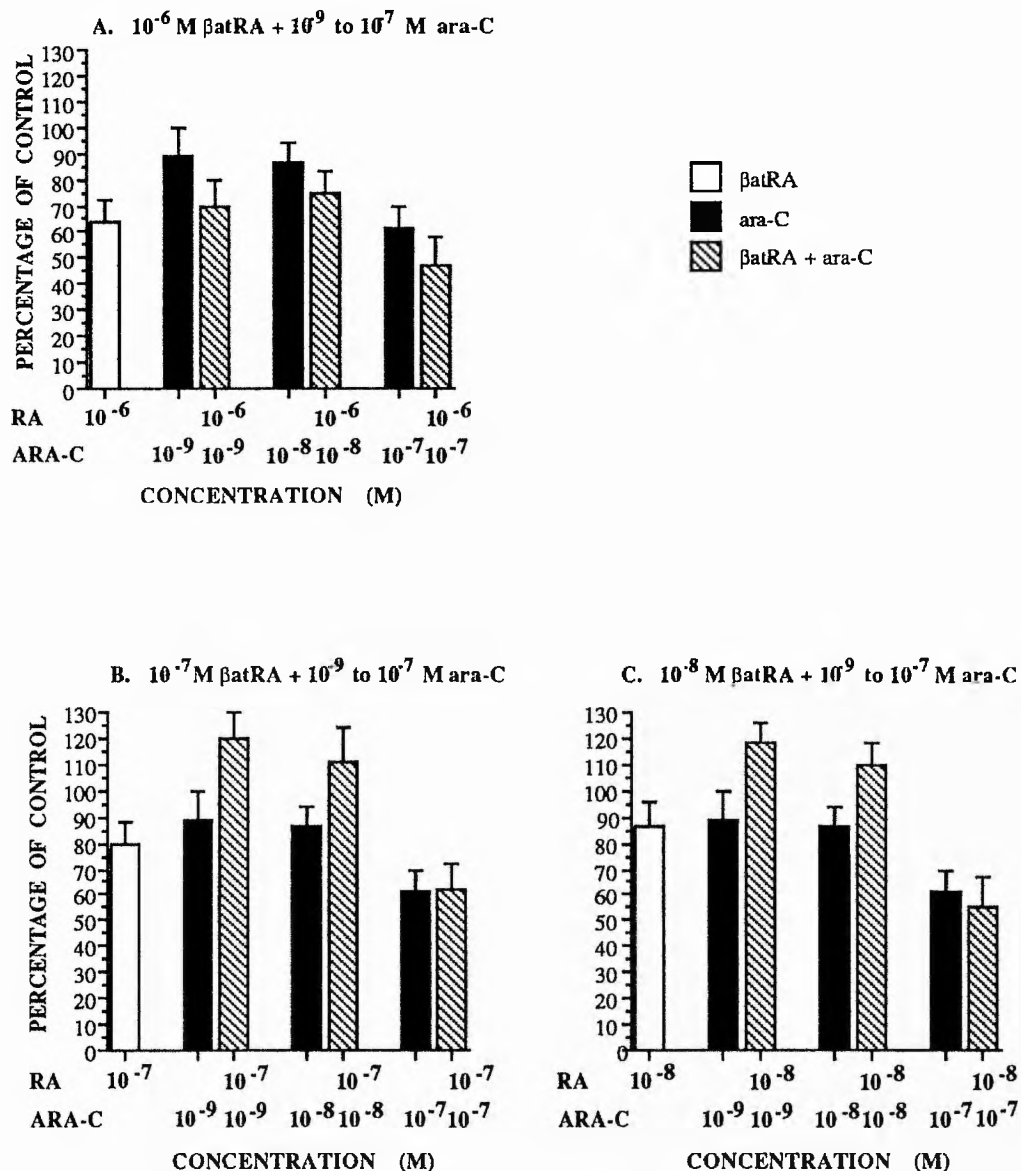 A. 10⁻⁶ M βatRA + 10⁻⁹ to 10⁻⁷ M ara-C
PERCENTAGE OF CONTROL
130
120
110
100
90
80
70
60
50
40
30
20
10
0
RA 10⁻⁶ 10⁻⁶ 10⁻⁶ 10⁻⁶
ARA-C 10⁻⁹ 10⁻⁹ 10⁻⁸ 10⁻⁸ 10⁻⁷ 10⁻⁷
CONCENTRATION (M)
βatRA
ara-C
βatRA + ara-C
B. 10⁻⁷ M βatRA + 10⁻⁹ to 10⁻⁷ M ara-C
PERCENTAGE OF CONTROL
130
120
110
100
90
80
70
60
50
40
30
20
10
0
RA 10⁻⁷ 10⁻⁷ 10⁻⁷ 10⁻⁷
ARA-C 10⁻⁹ 10⁻⁹ 10⁻⁸ 10⁻⁸ 10⁻⁷ 10⁻⁷
CONCENTRATION (M)
C. 10⁻⁸ M βatRA + 10⁻⁹ to 10⁻⁷ M ara-C
130
120
110
100
90
80
70
60
50
40
30
20
10
0
RA 10⁻⁸ 10⁻⁸ 10⁻⁸ 10⁻⁸
ARA-C 10⁻⁹ 10⁻⁹ 10⁻⁸ 10⁻⁸ 10⁻⁷ 10⁻⁷
CONCENTRATION (M)